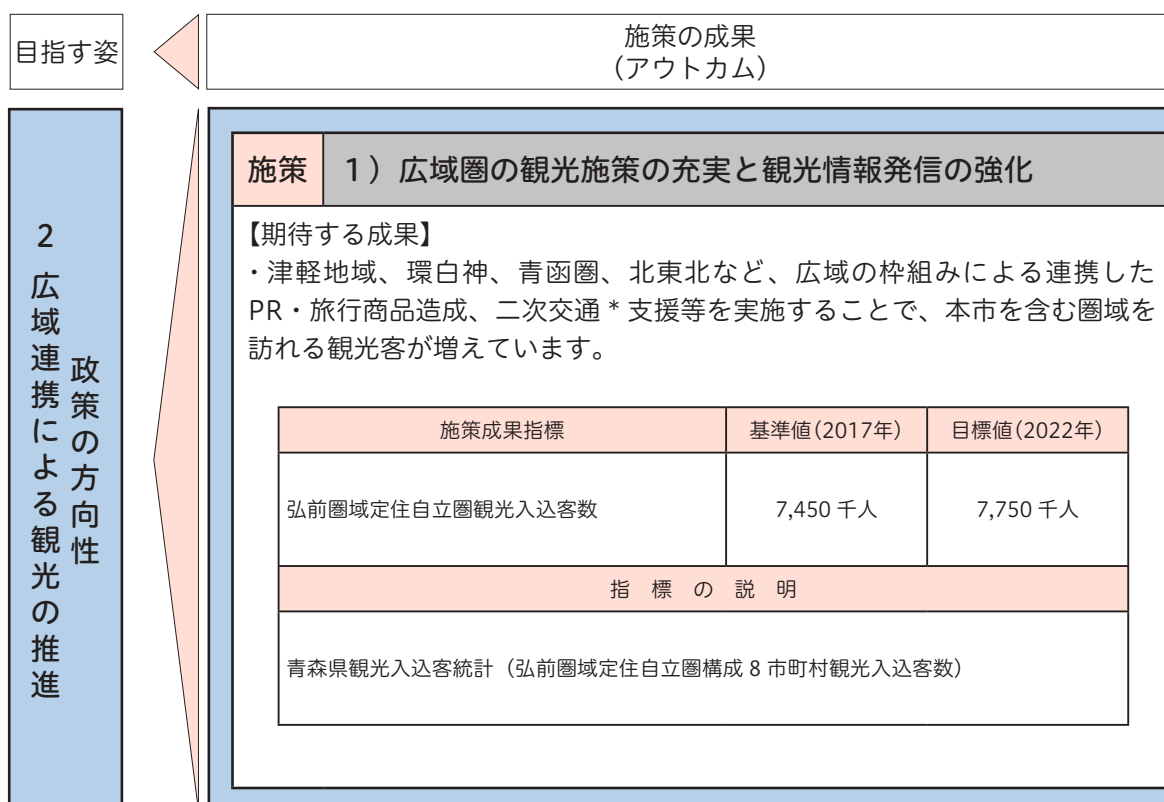 目指す姿
施策の成果
（アウトカム）
政策の方向性
2 広域連携による観光の推進
施策 1）広域圏の観光施策の充実と観光情報発信の強化
【期待する成果】
・津軽地域、環白神、青函圏、北東北など、広域の枠組みによる連携した
PR・旅行商品造成、二次交通＊支援等を実施することで、本市を含む圏域を
訪れる観光客が増えています。
施策成果指標 基準値（2017年） 目標値（2022年）
弘前圏域定住自立圏観光入込客数 7,450 千人 7,750 千人
指 標 の 説 明
青森県観光入込客統計（弘前圏域定住自立圏構成 8 市町村観光入込客数）